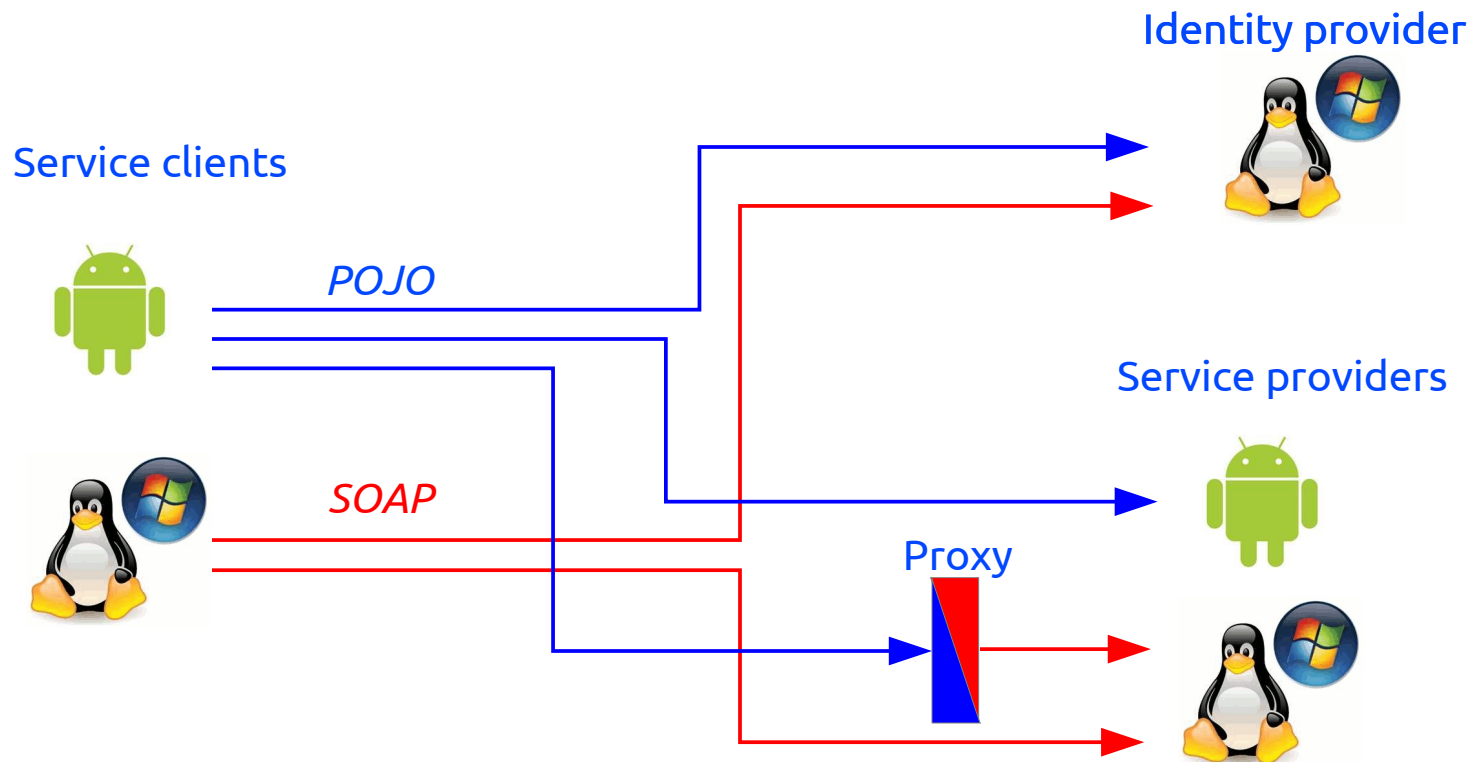 Identity provider
Service clients
POJO
Service providers
SOAP
Proxy